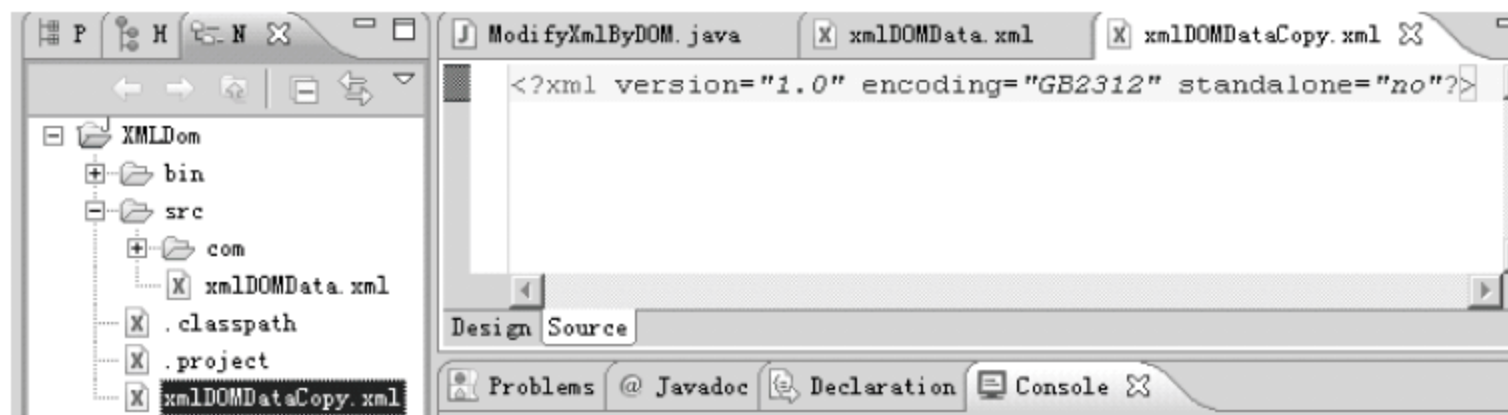 P H N
ModifyXmlByDOM.java xmlDOMData.xml xmlDOMDataCopy.xml
<?xml version="1.0" encoding="GB2312" standalone="no"?>
XMLDom
bin
src
com
xmlDOMData.xml
.classpath
.project
xmlDOMDataCopy.xml
Design Source
Problems @ Javadoc Declaration Console